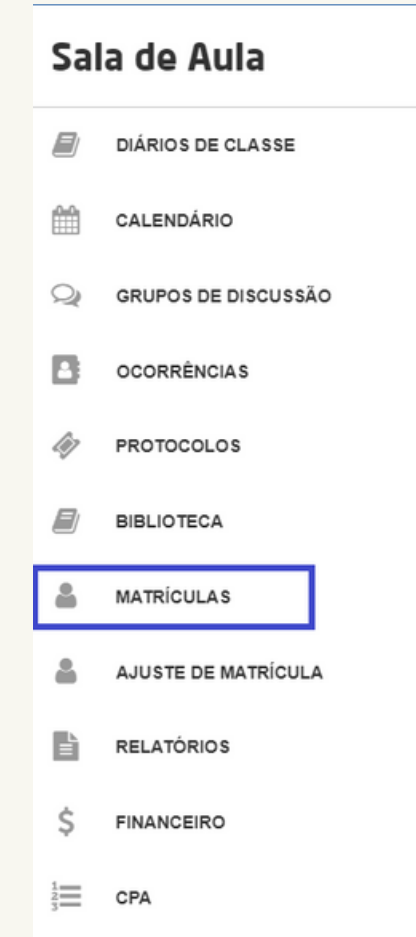 Sala de Aula
DIÁRIOS DE CLASSE
CALENDÁRIO
GRUPOS DE DISCUSSÃO
OCORRÊNCIAS
PROTOCOLOS
BIBLIOTECA
MATRÍCULAS
AJUSTE DE MATRÍCULA
RELATÓRIOS
FINANCEIRO
CPA